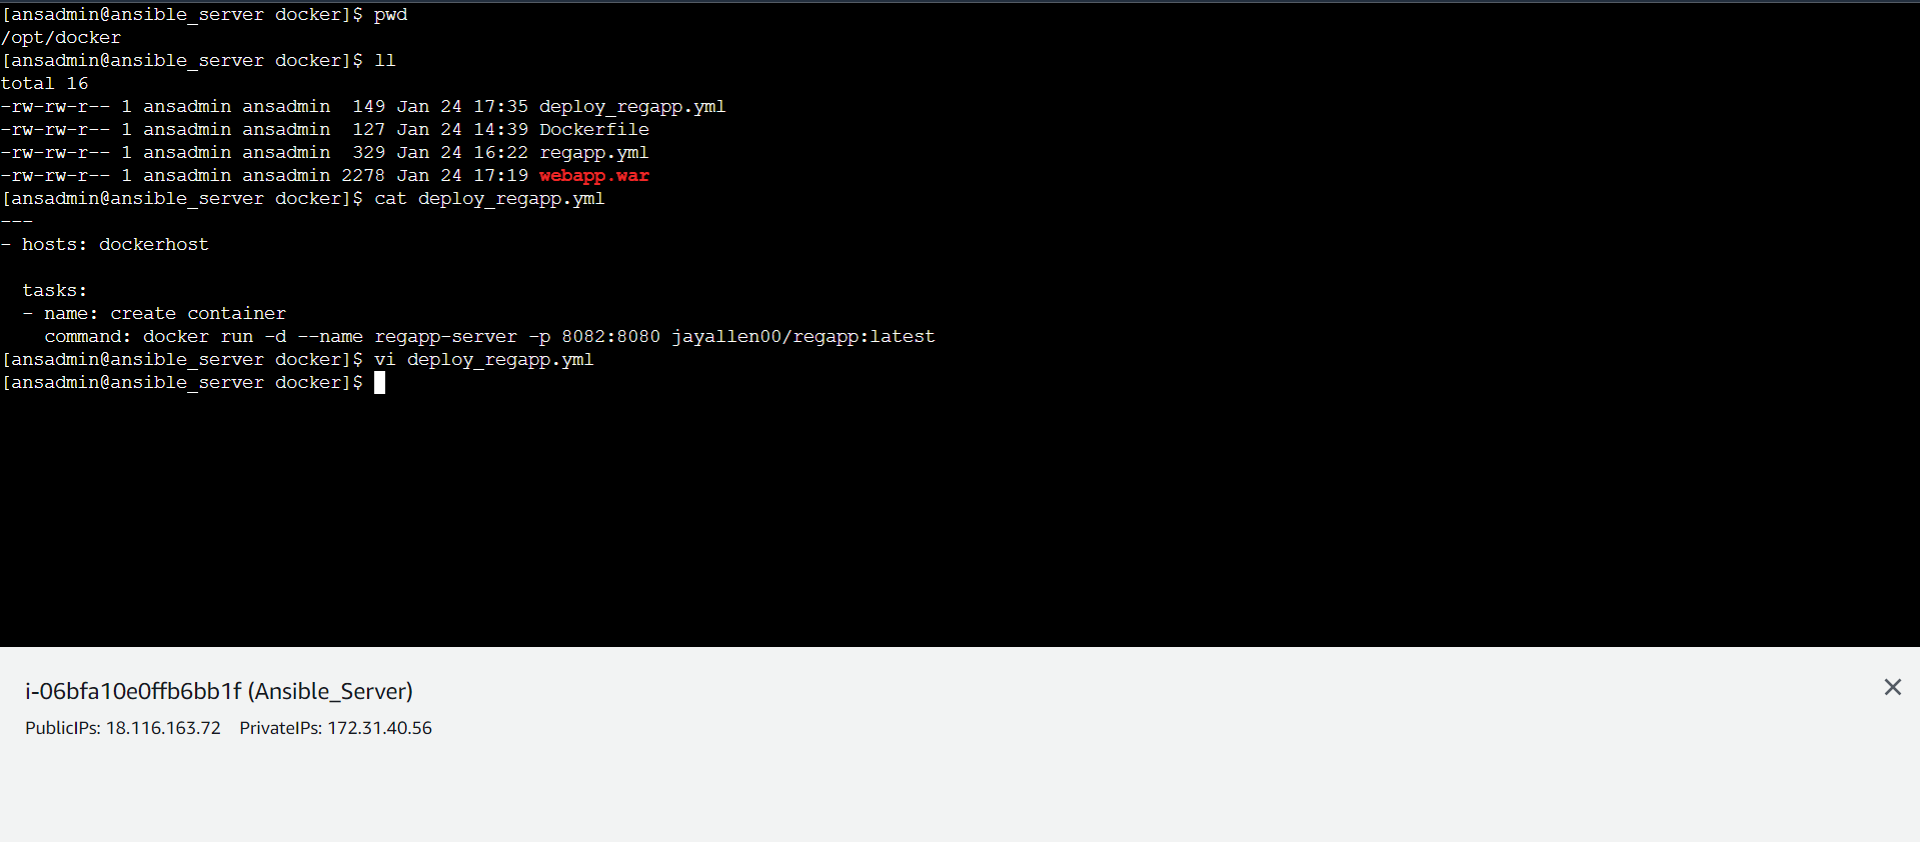 [ansadmin@ansible_server docker]$ pwd
/opt/docker
[ansadmin@ansible_server docker]$ ll
total 16
-rw-rw-r-- 1 ansadmin ansadmin  149 Jan 24 17:35 deploy_regapp.yml
-rw-rw-r-- 1 ansadmin ansadmin  127 Jan 24 14:39 Dockerfile
-rw-rw-r-- 1 ansadmin ansadmin  329 Jan 24 16:22 regapp.yml
-rw-rw-r-- 1 ansadmin ansadmin 2278 Jan 24 17:19 webapp.war
[ansadmin@ansible_server docker]$ cat deploy_regapp.yml
---
- hosts: dockerhost
  tasks:
  - name: create container
    command: docker run -d --name regapp-server -p 8082:8080 jayallen00/regapp:latest
[ansadmin@ansible_server docker]$ vi deploy_regapp.yml
[ansadmin@ansible_server docker]$
i-06bfa10e0ffb6bb1f (Ansible_Server)
PublicIPs: 18.116.163.72 PrivateIPs: 172.31.40.56